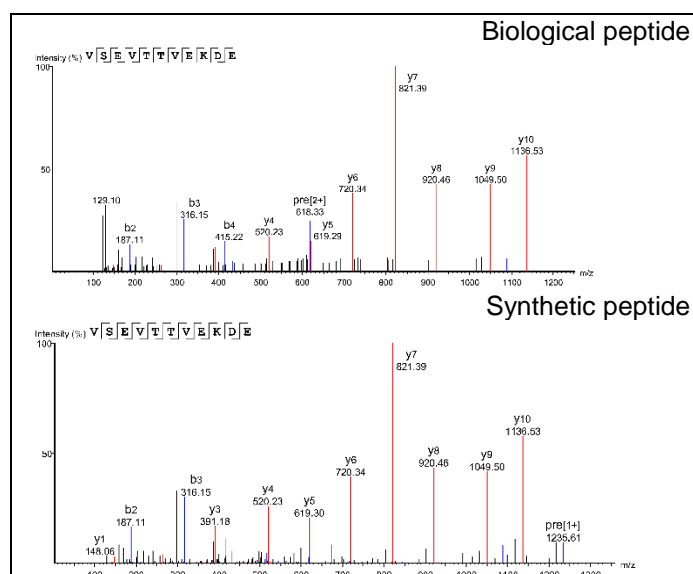 Biological peptide
Intensity (%) V S E V T T V E K D E
100
50
129.10
b2
187.11
b3
316.15
b4
415.22
y4
520.23
pre[2+]
618.33
y5
619.29
y6
720.34
y7
821.39
y8
920.46
y9
1049.50
y10
1136.53
100 200 300 400 500 600 700 800 900 1000 1100 1200 m/z
Synthetic peptide
Intensity (%) V S E V T T V E K D E
100
50
y1
148.06
b2
187.11
b3
316.15
y3
391.18
y4
520.23
y5
619.30
y6
720.34
y7
821.39
y8
920.46
y9
1049.50
y10
1136.53
pre[1+]
1235.61
m/z